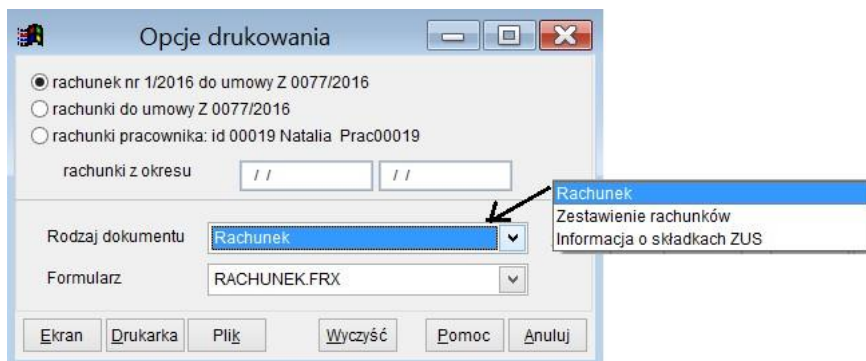 Opcje drukowania
rachunek nr 1/2016 do umowy Z 0077/2016
rachunki do umowy Z 0077/2016
rachunki pracownika: id 00019 Natalia Prac00019
rachunki z okresu / / / /
Rodzaj dokumentu Rachunek
Formularz RACHUNEK.FRX
Rachunek
Zestawienie rachunków
Informacja o składkach ZUS
Ekran Drukarka Plik Wyczyść Pomoc Anuluj